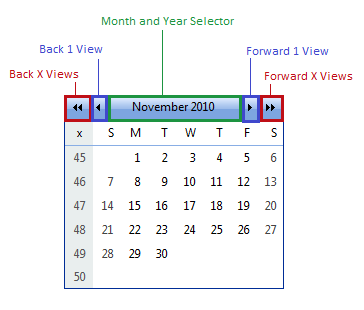 Month and Year Selector
Back 1 View
Forward 1 View
Back X Views
Forward X Views
November 2010
x S M T W T F S
45 1 2 3 4 5 6
46 7 8 9 10 11 12 13
47 14 15 16 17 18 19 20
48 21 22 23 24 25 26 27
49 28 29 30
50